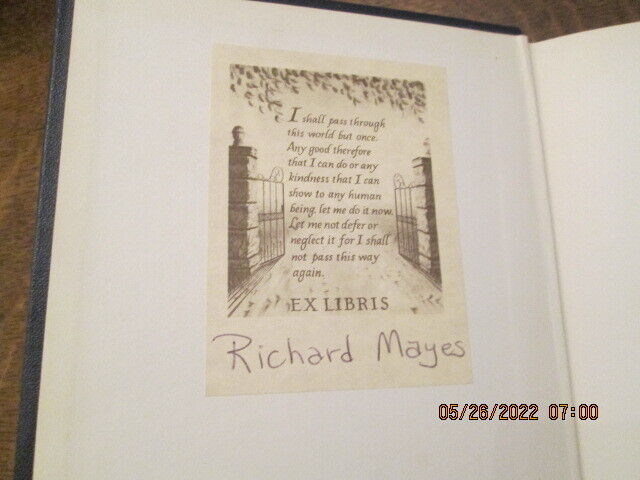 I shall pass through
this world but once.
Any good therefore
that I can do or any
kindness that I can
show to any human
being, let me do it now.
Let me not defer or
neglect it for I shall
not pass this way
again.
EX LIBRIS
Richard Mayes
05/26/2022 07:00